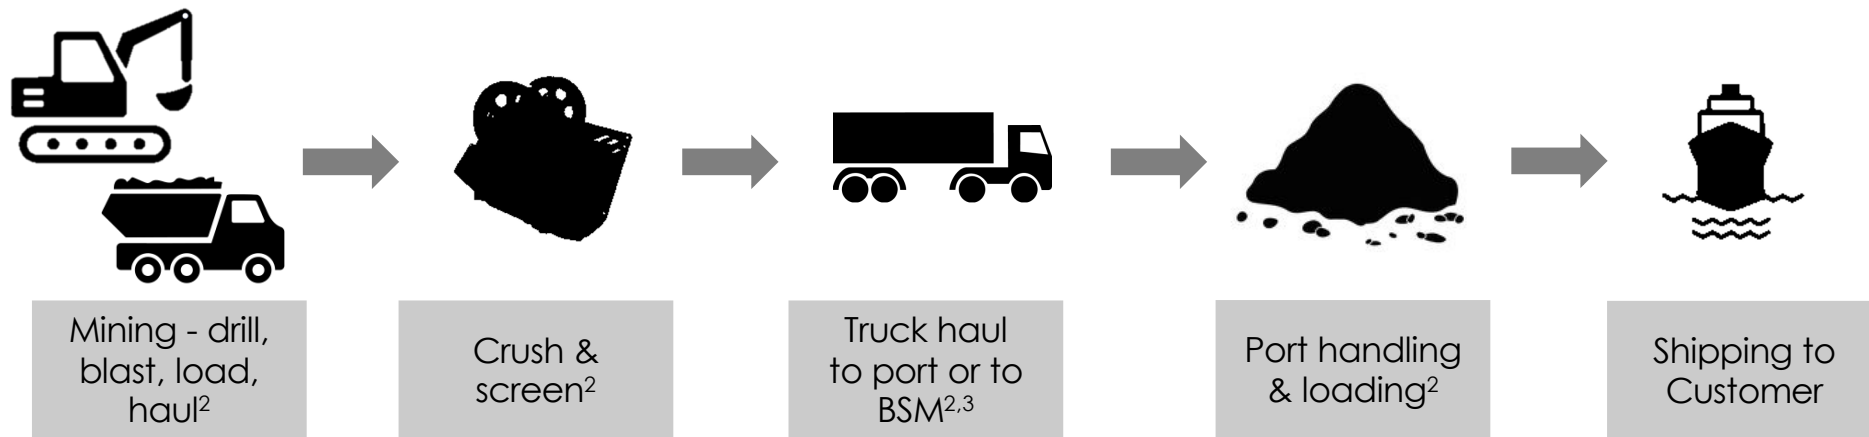 Mining - drill,
blast, load,
haul²
Crush &
screen²
Truck haul
to port or to
BSM²,³
Port handling
& loading²
Shipping to
Customer